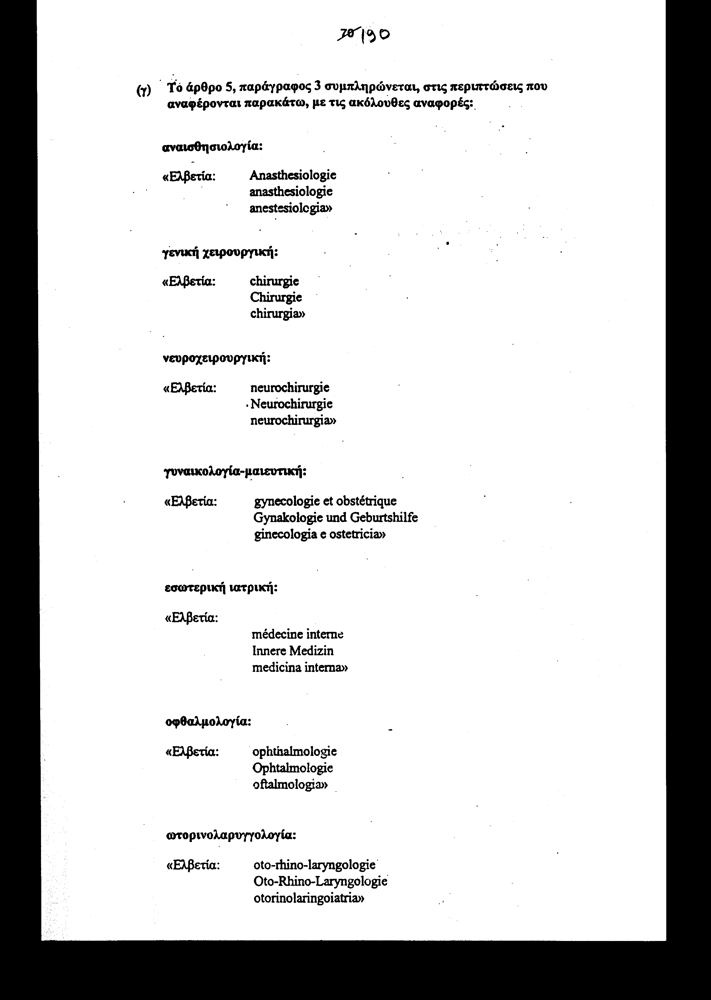 70/190
(γ) Το άρθρο 5, παράγραφος 3 συμπληρώνεται, στις περιπτώσεις που
αναφέρονται παρακάτω, με τις ακόλουθες αναφορές:
αναισθησιολογία:
«Ελβετία: Anasthesiologie
anasthesiologie
anestesiologia»
γενική χειρουργική:
«Ελβετία: chirurgie
Chirurgie
chirurgia»
νευροχειρουργική:
«Ελβετία: neurochirurgie
Neurochirurgie
neurochirurgia»
γυναικολογία-μαιευτική:
«Ελβετία: gynecologie et obstétrique
Gynakologie und Geburtshilfe
ginecologia e ostetricia»
εσωτερική ιατρική:
«Ελβετία:
médecine interne
Innere Medizin
medicina interna»
οφθαλμολογία:
«Ελβετία: ophthalmologie
Ophtalmologie
oftalmologia»
ωτορινολαρυγγολογία:
«Ελβετία: oto-rhino-laryngologie
Oto-Rhino-Laryngologie
otorinolaringoiatria»